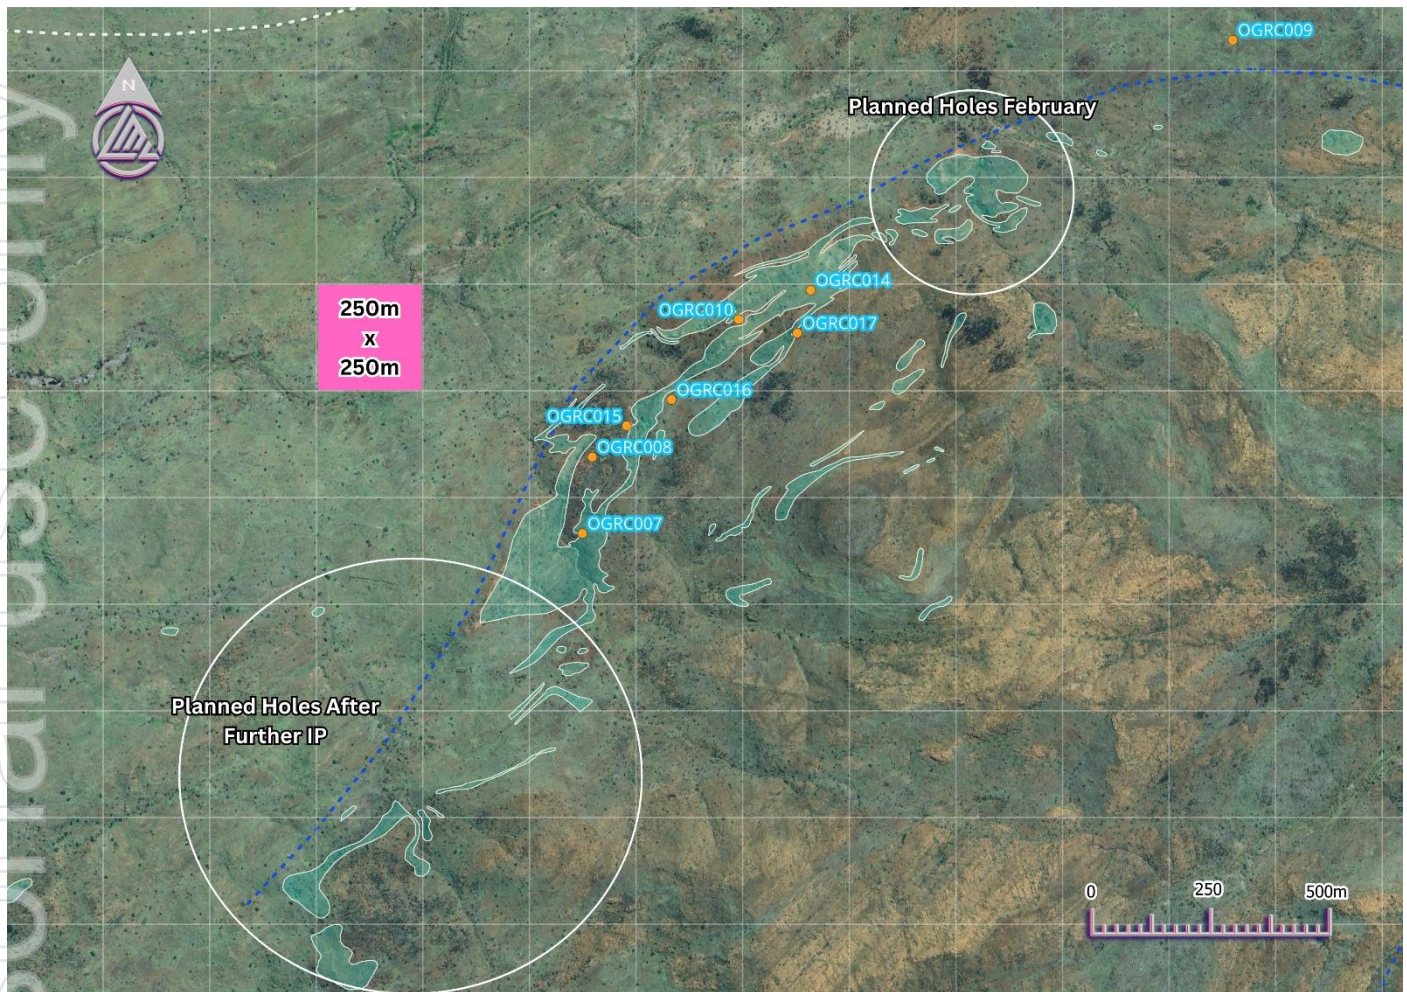 OGRC009
N
Planned Holes February
OGRC014
250m
x
250m
OGRC010
OGRC017
OGRC016
OGRC015
OGRC008
OGRC007
Planned Holes After
Further IP
0 250 500m